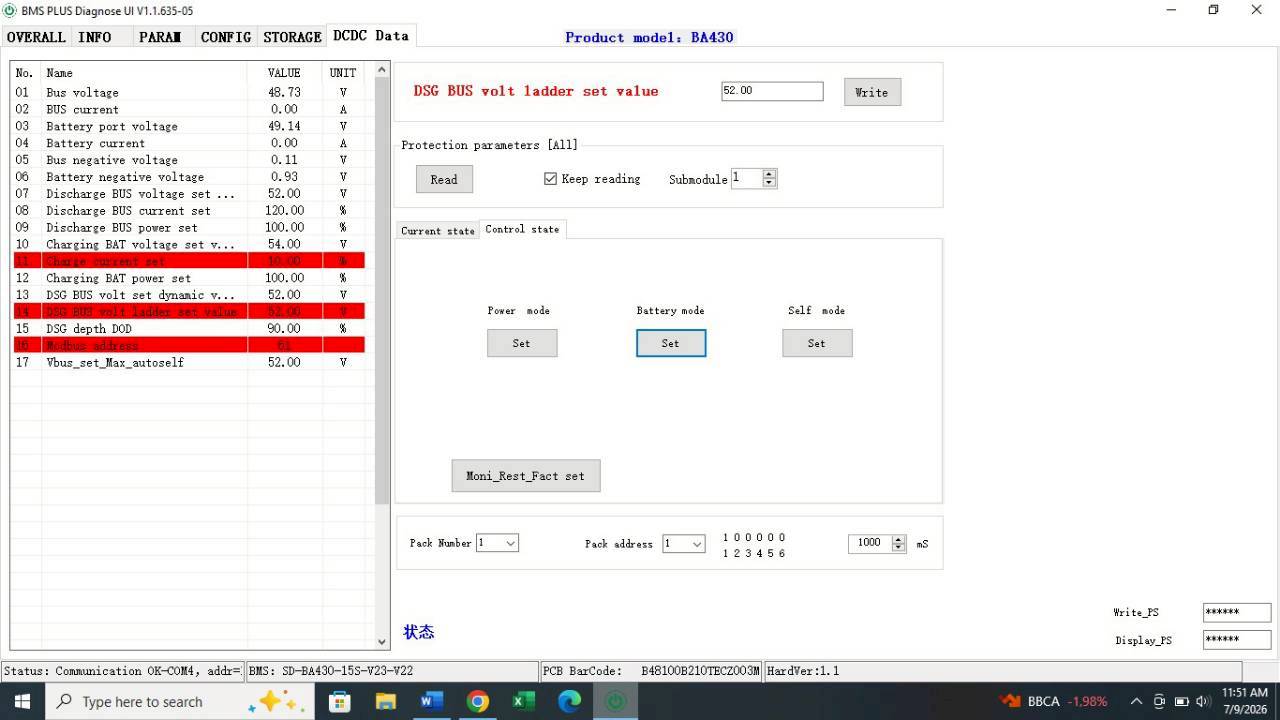 BMS PLUS Diagnose UI V1.1.635-05
OVERALL INFO PARAM CONFIG STORAGE DCDC Data
Product model: BA430
No. Name VALUE UNIT
01 Bus voltage 48.73 V
02 BUS current 0.00 A
03 Battery port voltage 49.14 V
04 Battery current 0.00 A
05 Bus negative voltage 0.11 V
06 Battery negative voltage 0.93 V
07 Discharge BUS voltage set ... 52.00 V
08 Discharge BUS current set 120.00 %
09 Discharge BUS power set 100.00 %
10 Charging BAT voltage set v... 54.00 V
11 Charge current set 10.00 %
12 Charging BAT power set 100.00 %
13 DSG BUS volt set dynamic v... 52.00 V
14 DSG BUS volt ladder set value 52.00 V
15 DSG depth DOD 90.00 %
16 Modbus address 61
17 Vbus_set_Max_autoself 52.00 V
DSG BUS volt ladder set value 52.00 Write
Protection parameters [All]
Read Keep reading Submodule 1
Current state Control state
Power mode Battery mode Self mode
Set Set Set
Moni_Rest_Fact set
Pack Number 1 Pack address 1 1 0 0 0 0 0 1000 mS
1 2 3 4 5 6
Write_PS ******
状态
Display_PS ******
Status: Communication OK-COM4, addr= BMS: SD-BA430-15S-V23-V22 PCB BarCode: B48100B210TECZ003M HardVer:1.1
Type here to search
BBCA -1,98%
11:51 AM
7/9/2026